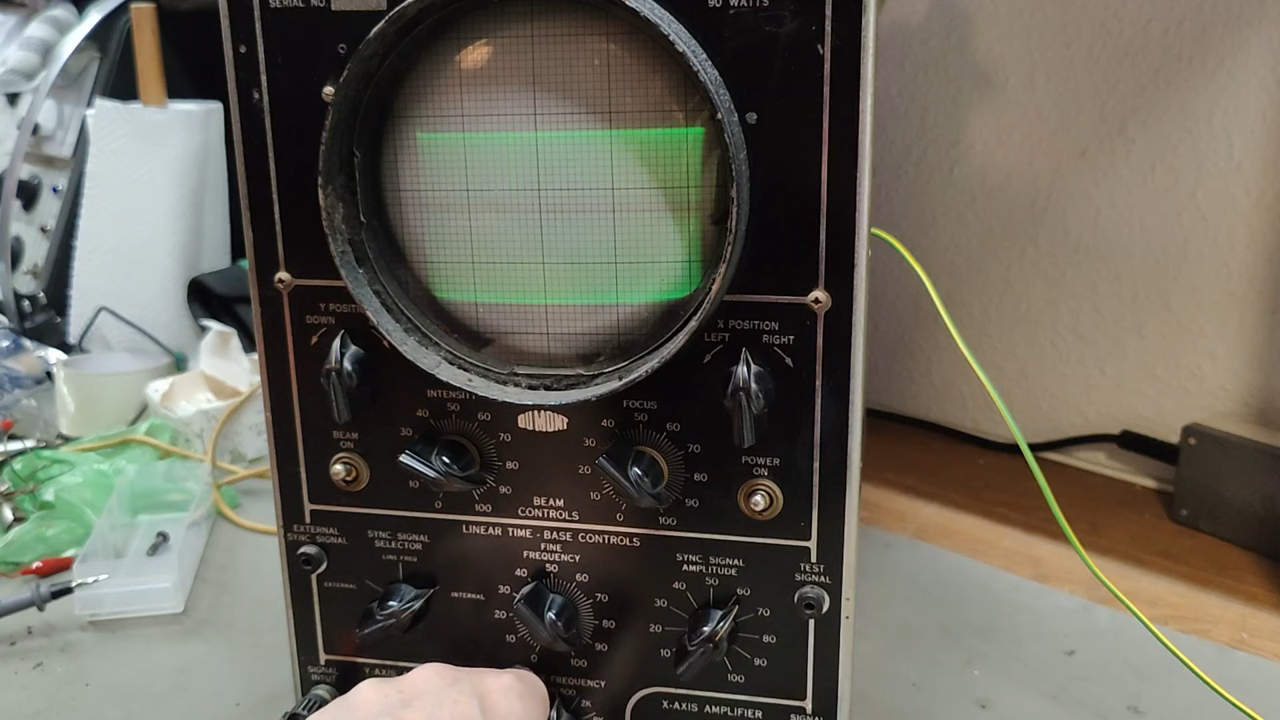 SERIAL NO.
90 WATTS
Y POSITIO
DOWN
X POSITION
LEFT RIGHT
INTENSIT
40 50 60
30 70
80
10 90
0 100
DUMONT
FOCUS
40 50 60
30 70
20 80
10 90
0 100
BEAM
ON
POWER
ON
BEAM
CONTROLS
LINEAR TIME - BASE CONTROLS
EXTERNAL
SYNC SIGNAL
SYNC. SIGNAL
SELECTOR
LINE FREQ
EXTERNAL
INTERNAL
FINE
FREQUENCY
40 50 60
30 70
20 80
10 90
0 100
SYNC. SIGNAL
AMPLITUDE
40 50 60
30 70
20 80
10 90
100
TEST
SIGNAL
SIGNAL
INPUT
Y-AXIS
FREQUENCY
2K
X-AXIS AMPLIFIER
SIGNAL